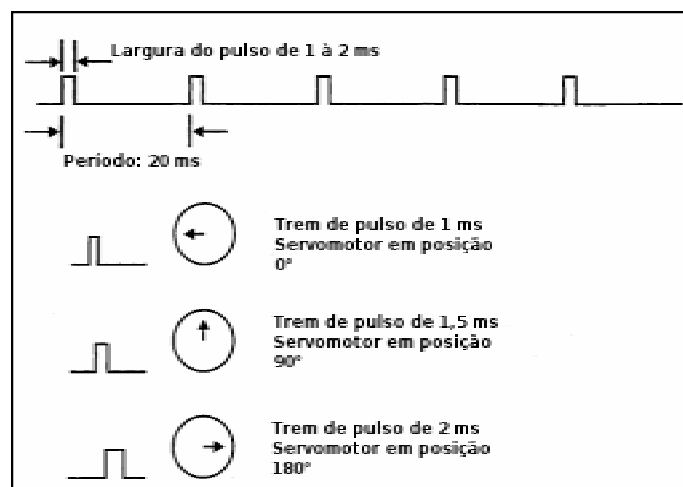 Largura do pulso de 1 à 2 ms
Periodo: 20 ms
Trem de pulso de 1 ms
Servomotor em posição
0°
Trem de pulso de 1,5 ms
Servomotor em posição
90°
Trem de pulso de 2 ms
Servomotor em posição
180°